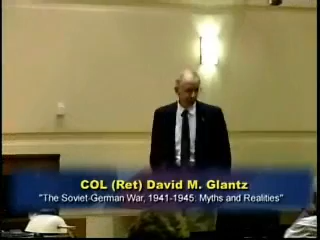 COL (Ret) David M. Glantz
"The Soviet-German War, 1941-1945: Myths and Realities"